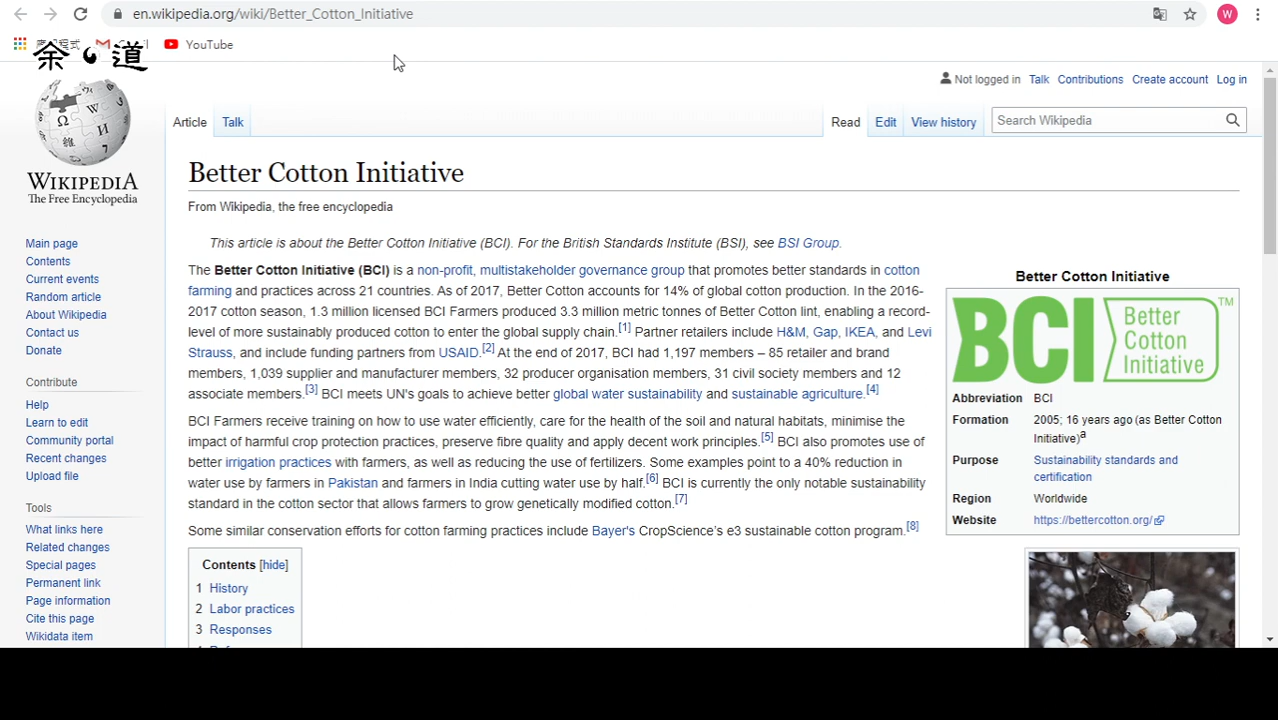 en.wikipedia.org/wiki/Better_Cotton_Initiative
W
YouTube
余道
Not logged in Talk Contributions Create account Log in
Article Talk Read Edit View history Search Wikipedia
WIKIPEDIA
The Free Encyclopedia
Main page
Contents
Current events
Random article
About Wikipedia
Contact us
Donate
Contribute
Help
Learn to edit
Community portal
Recent changes
Upload file
Tools
What links here
Related changes
Special pages
Permanent link
Page information
Cite this page
Wikidata item
Better Cotton Initiative
From Wikipedia, the free encyclopedia
This article is about the Better Cotton Initiative (BCI). For the British Standards Institute (BSI), see BSI Group.
The Better Cotton Initiative (BCI) is a non-profit, multistakeholder governance group that promotes better standards in cotton
farming and practices across 21 countries. As of 2017, Better Cotton accounts for 14% of global cotton production. In the 2016-
2017 cotton season, 1.3 million licensed BCI Farmers produced 3.3 million metric tonnes of Better Cotton lint, enabling a record-
level of more sustainably produced cotton to enter the global supply chain.[1] Partner retailers include H&M, Gap, IKEA, and Levi
Strauss, and include funding partners from USAID.[2] At the end of 2017, BCI had 1,197 members – 85 retailer and brand
members, 1,039 supplier and manufacturer members, 32 producer organisation members, 31 civil society members and 12
associate members.[3] BCI meets UN's goals to achieve better global water sustainability and sustainable agriculture.[4]
BCI Farmers receive training on how to use water efficiently, care for the health of the soil and natural habitats, minimise the
impact of harmful crop protection practices, preserve fibre quality and apply decent work principles.[5] BCI also promotes use of
better irrigation practices with farmers, as well as reducing the use of fertilizers. Some examples point to a 40% reduction in
water use by farmers in Pakistan and farmers in India cutting water use by half.[6] BCI is currently the only notable sustainability
standard in the cotton sector that allows farmers to grow genetically modified cotton.[7]
Some similar conservation efforts for cotton farming practices include Bayer's CropScience's e3 sustainable cotton program.[8]
Contents [hide]
1 History
2 Labor practices
3 Responses
Better Cotton Initiative
BCI Better
Cotton
Initiative
TM
Abbreviation BCI
Formation 2005; 16 years ago (as Better Cotton
Initiative)a
Purpose Sustainability standards and
certification
Region Worldwide
Website https://bettercotton.org/